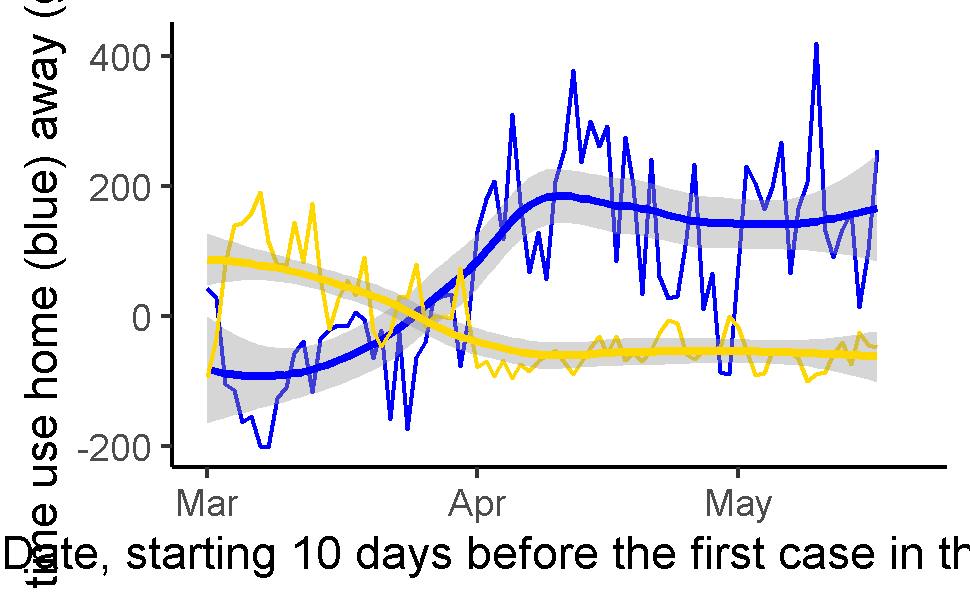 time use home (blue) away (
400
200
0
-200
Mar Apr May
Date, starting 10 days before the first case in th